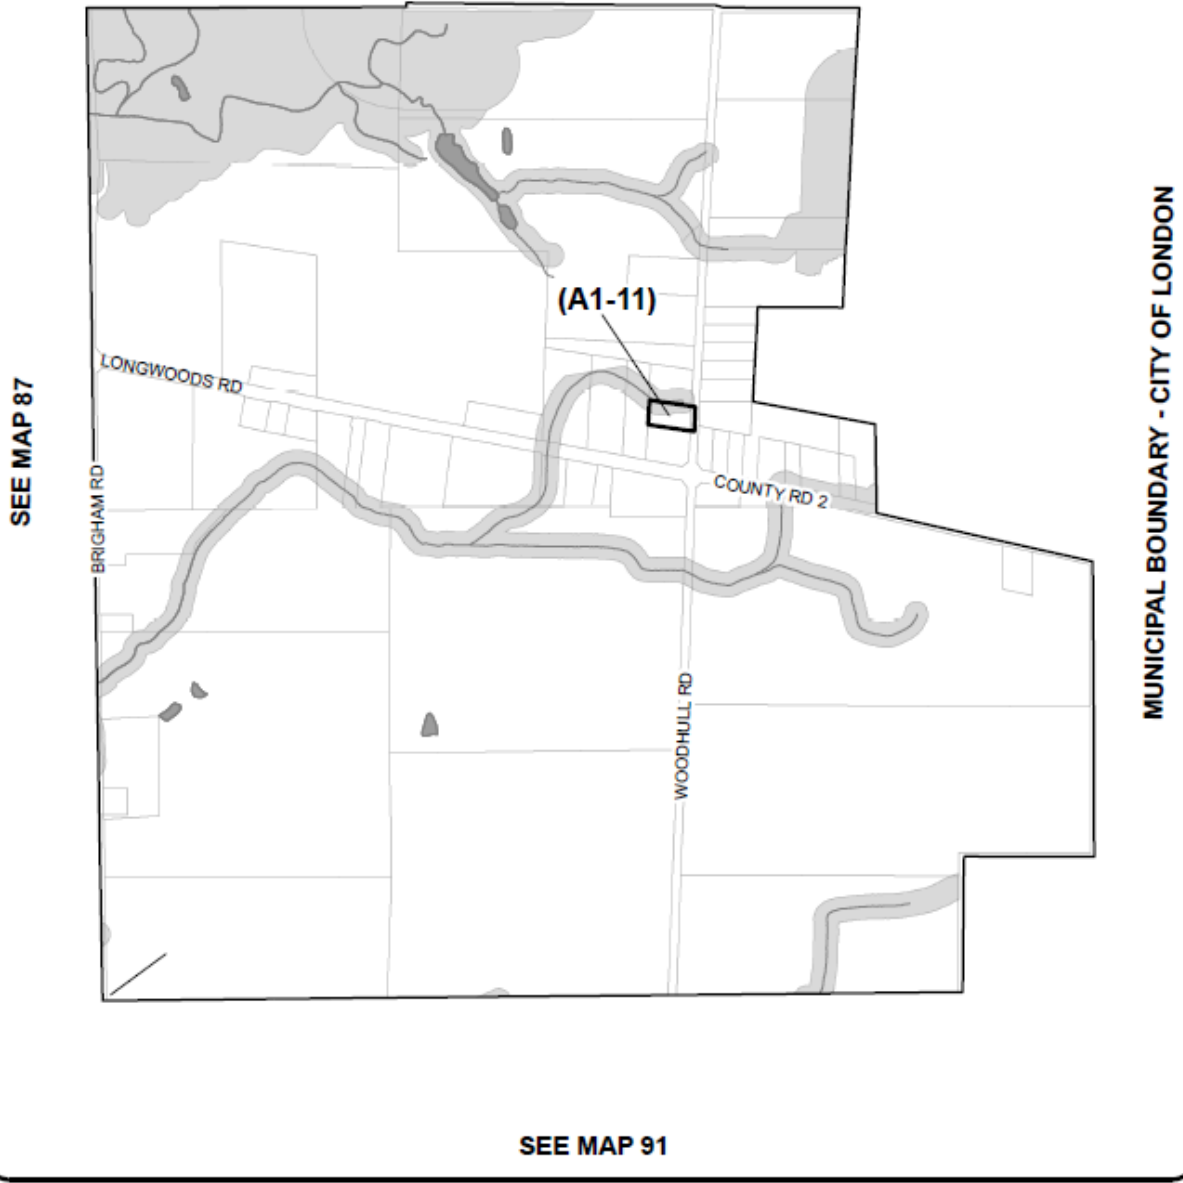 (A1-11)
LONGWOODS RD
SEE MAP 87
BRIGHAM RD
COUNTY RD 2
WOODHULL RD
MUNICIPAL BOUNDARY - CITY OF LONDON
SEE MAP 91